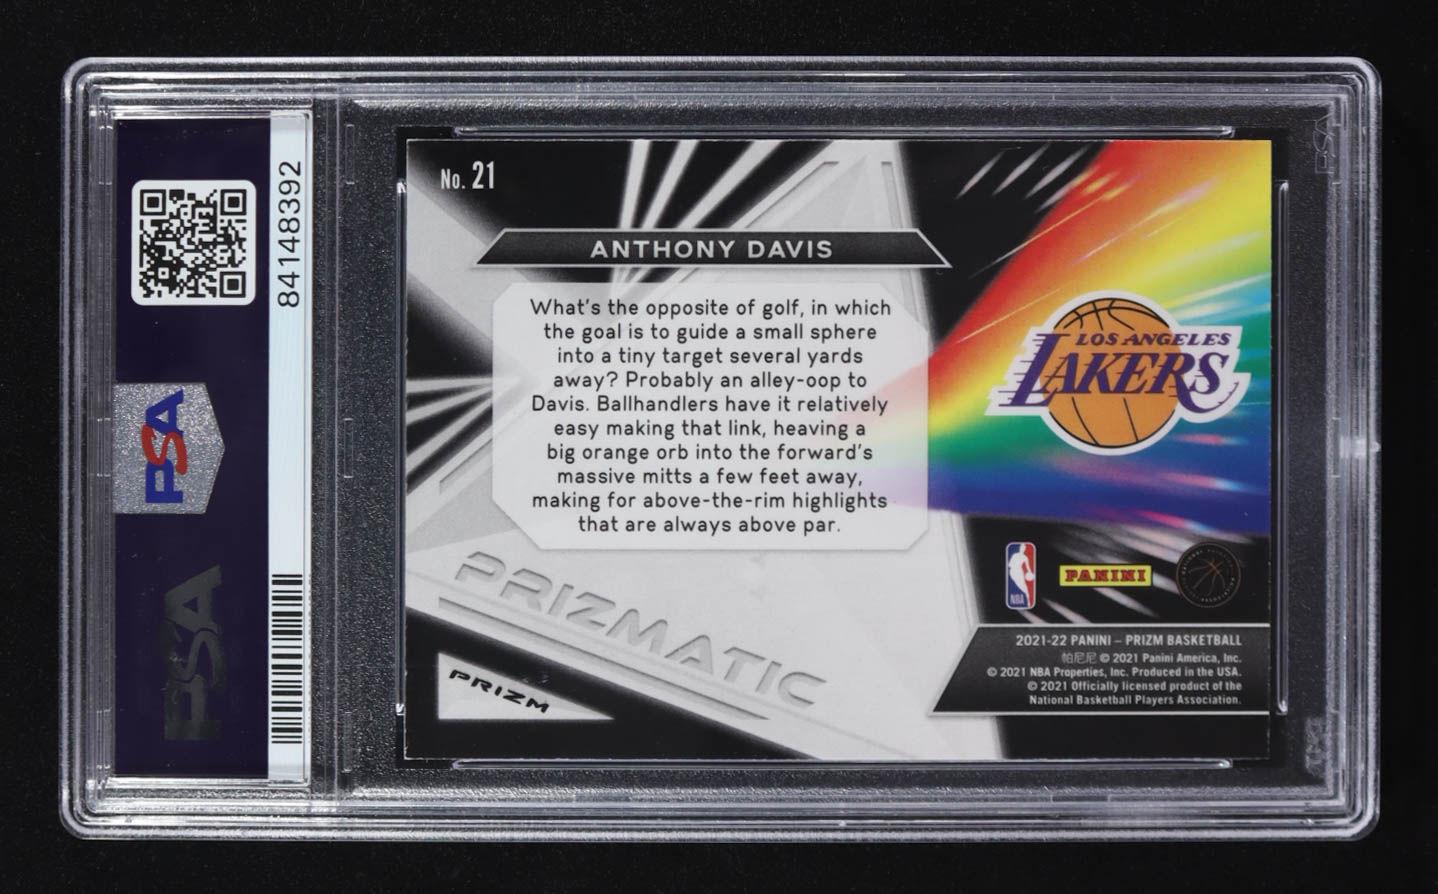 84148392
PSA
PSA
No. 21
ANTHONY DAVIS
What's the opposite of golf, in which
the goal is to guide a small sphere
into a tiny target several yards
away? Probably an alley-oop to
Davis. Ballhandlers have it relatively
easy making that link, heaving a
big orange orb into the forward's
massive mitts a few feet away,
making for above-the-rim highlights
that are always above par.
LOS ANGELES
LAKERS
PRIZMATIC
PRIZM
NBA
PANINI
2021-22 PANINI – PRIZM BASKETBALL
帕尼尼 © 2021 Panini America, Inc.
© 2021 NBA Properties, Inc. Produced in the USA.
© 2021 Officially licensed product of the
National Basketball Players Association.